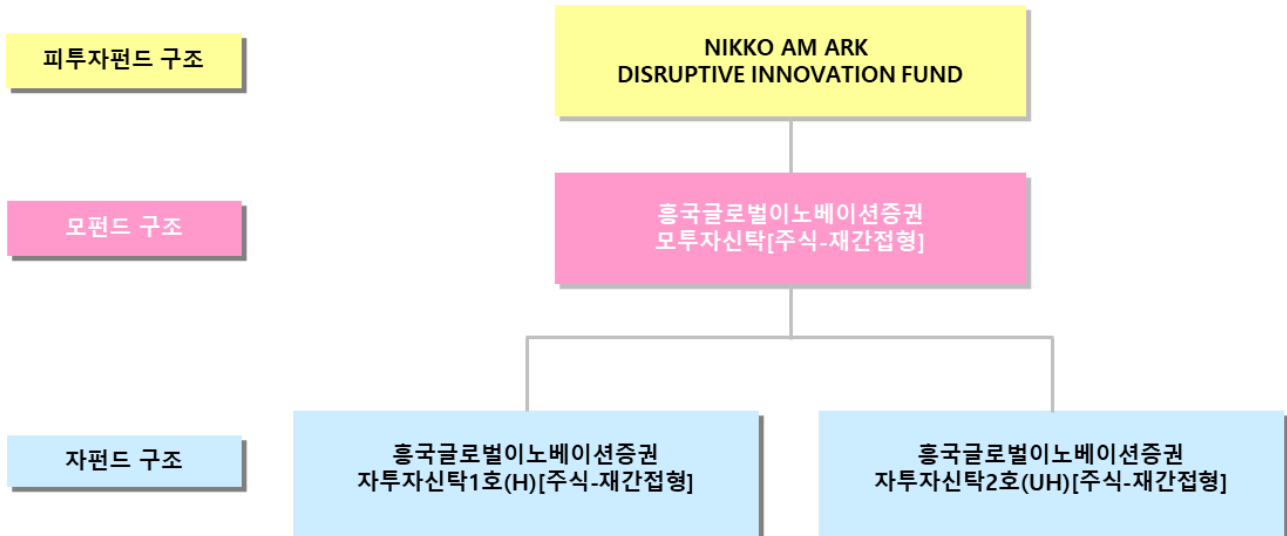 피투자펀드 구조
NIKKO AM ARK
DISRUPTIVE INNOVATION FUND
모펀드 구조
흥국글로벌이노베이션증권
모투자신탁[주식-재간접형]
자펀드 구조
흥국글로벌이노베이션증권
자투자신탁1호(H)[주식-재간접형]
흥국글로벌이노베이션증권
자투자신탁2호(UH)[주식-재간접형]